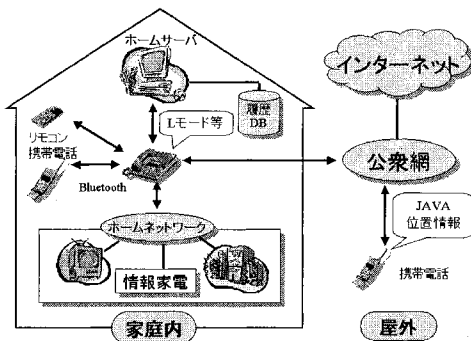 ホームサーバ
Lモード等
履歴
DB
リモコン
携帯電話
Bluetooth
ホームネットワーク
情報家電
家庭内
インターネット
公衆網
JAVA
位置情報
携帯電話
屋外